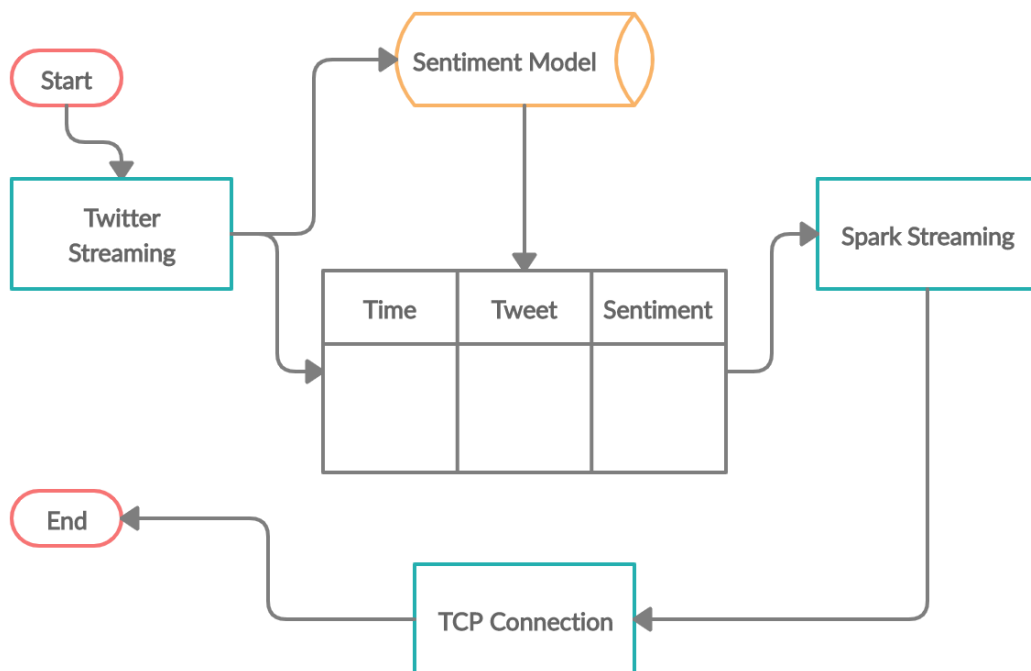 Start
Sentiment Model
Twitter
Streaming
Spark Streaming
Time
Tweet
Sentiment
End
TCP Connection